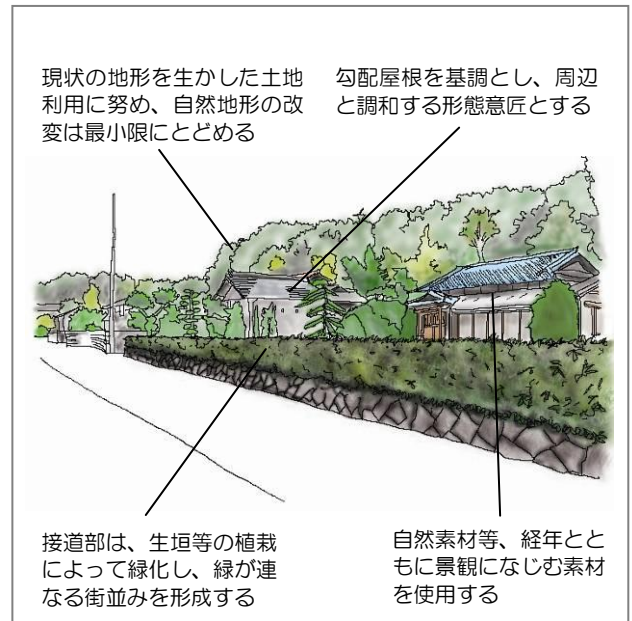 現状の地形を生かした土地
利用に努め、自然地形の改
変は最小限にとどめる
勾配屋根を基調とし、周辺
と調和する形態意匠とする
接道部は、生垣等の植栽
によって緑化し、緑が連
なる街並みを形成する
自然素材等、経年とと
もに景観になじむ素材
を使用する